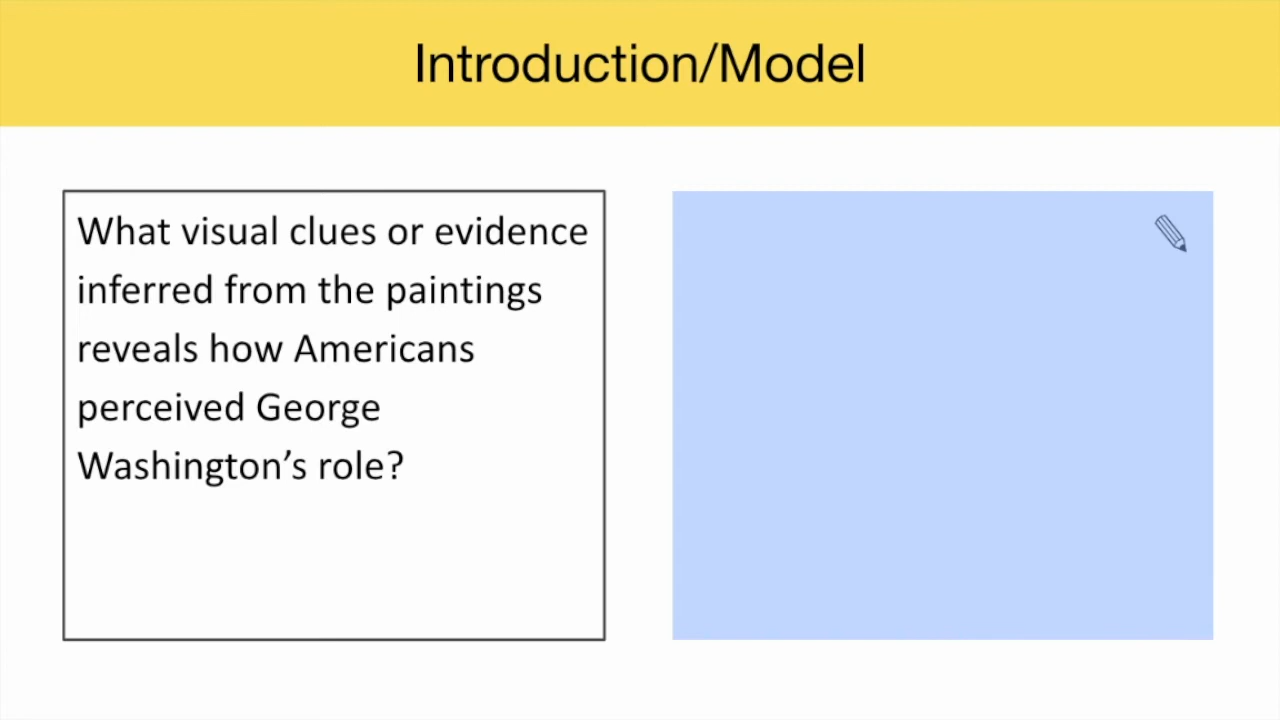 Introduction/Model
What visual clues or evidence
inferred from the paintings
reveals how Americans
perceived George
Washington’s role?